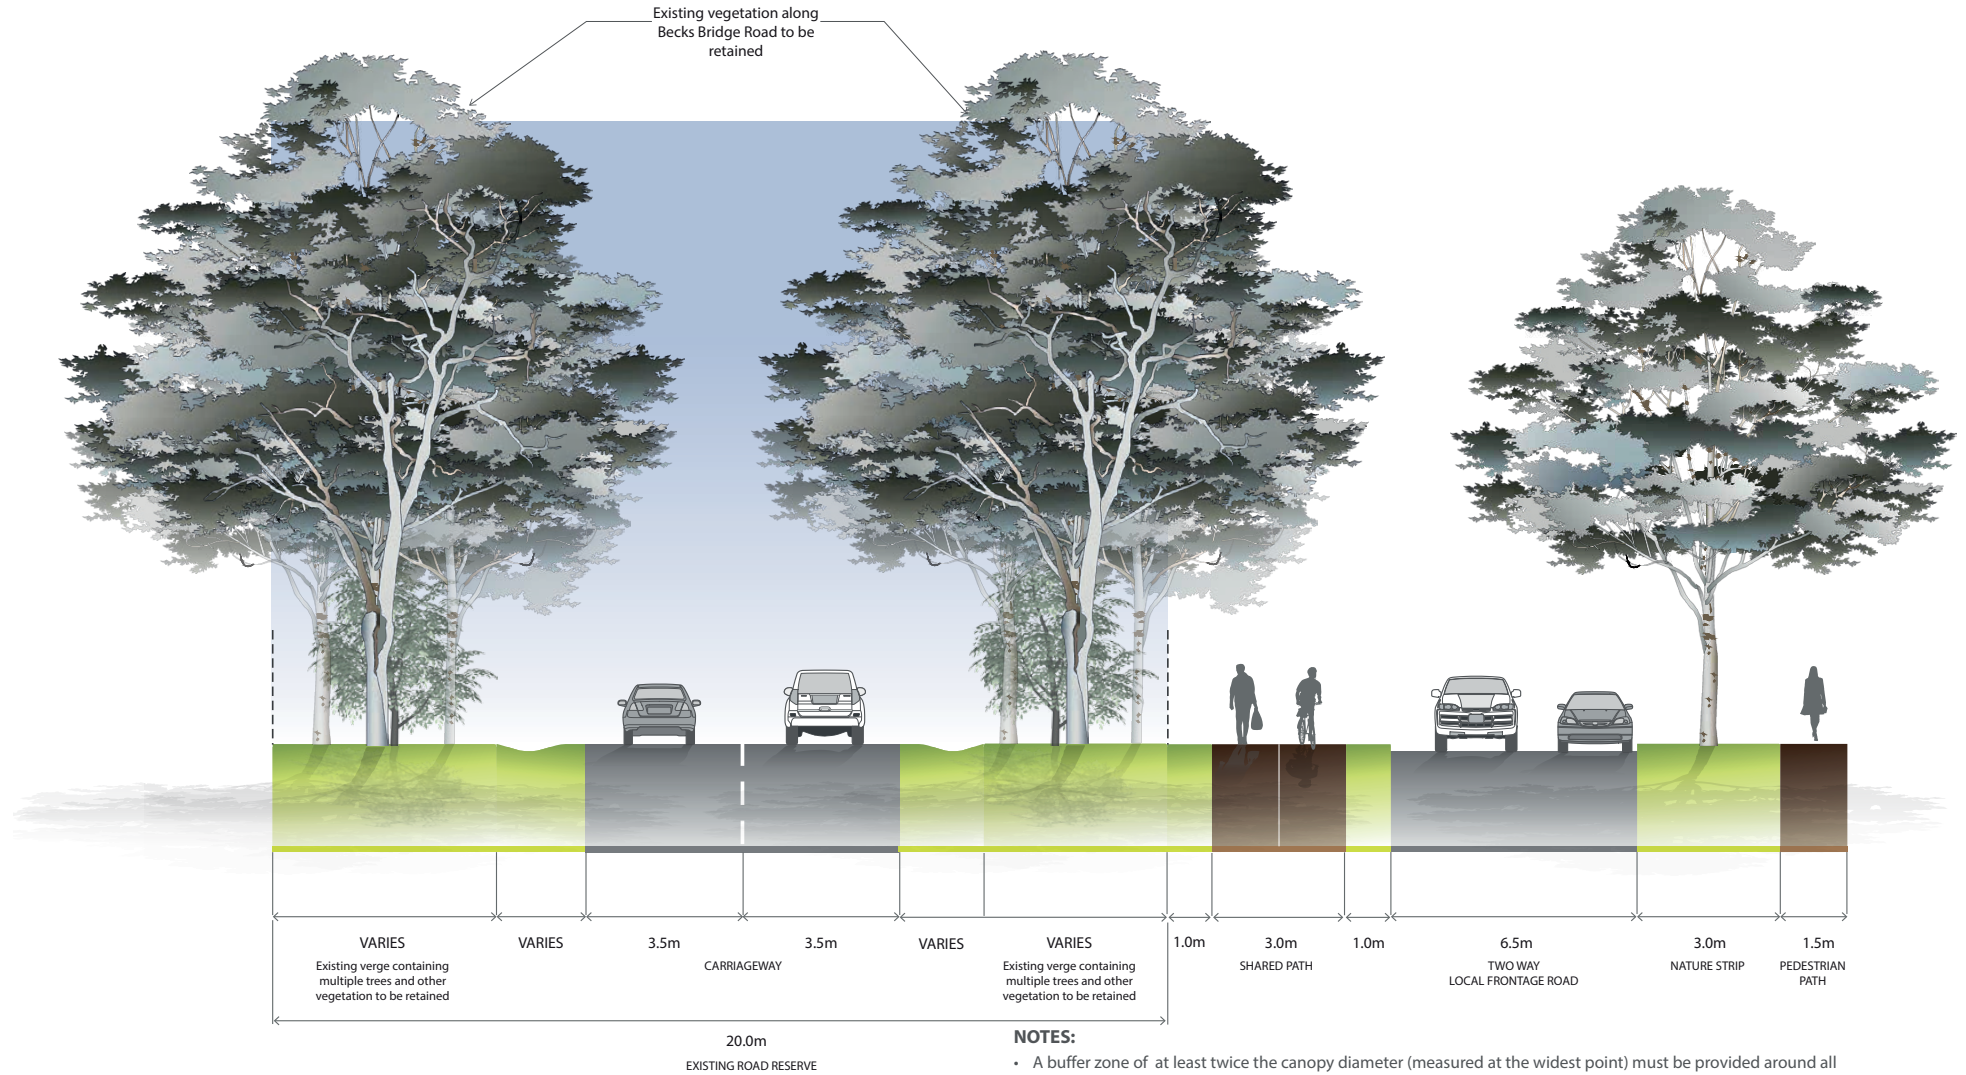 Existing vegetation along
Becks Bridge Road to be
retained
VARIES
VARIES
3.5m
3.5m
VARIES
VARIES
1.0m
3.0m
1.0m
6.5m
3.0m
1.5m
Existing verge containing
multiple trees and other
vegetation to be retained
CARRIAGEWAY
Existing verge containing
multiple trees and other
vegetation to be retained
SHARED PATH
TWO WAY
LOCAL FRONTAGE ROAD
NATURE STRIP
PEDESTRIAN
PATH
20.0m
EXISTING ROAD RESERVE
NOTES:
• A buffer zone of at least twice the canopy diameter (measured at the widest point) must be provided around all